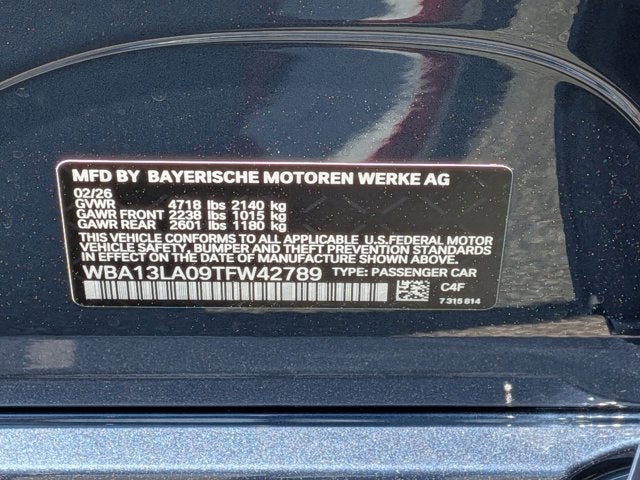 MFD BY BAYERISCHE MOTOREN WERKE AG
02/26
GVWR 4718 lbs 2140 kg
GAWR FRONT 2238 lbs 1015 kg
GAWR REAR 2601 lbs 1180 kg
THIS VEHICLE CONFORMS TO ALL APPLICABLE U.S.FEDERAL MOTOR
VEHICLE SAFETY, BUMPER, AND THEFT PREVENTION STANDARDS
IN EFFECT ON THE DATE OF MANUFACTURE SHOWN ABOVE.
WBA13LA09TFW42789 TYPE: PASSENGER CAR
C4F
7 315 814